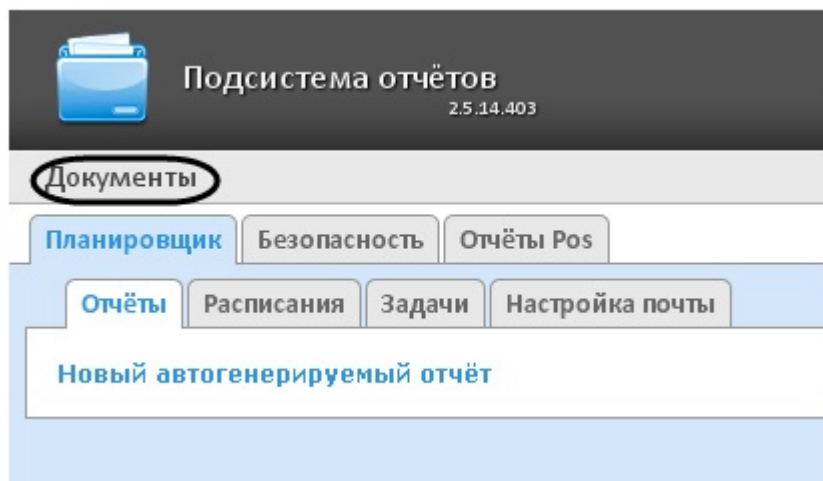 Подсистема отчётов
2.5.14.403
Документы
Планировщик Безопасность Отчёты Pos
Отчёты Расписания Задачи Настройка почты
Новый автогенерируемый отчёт